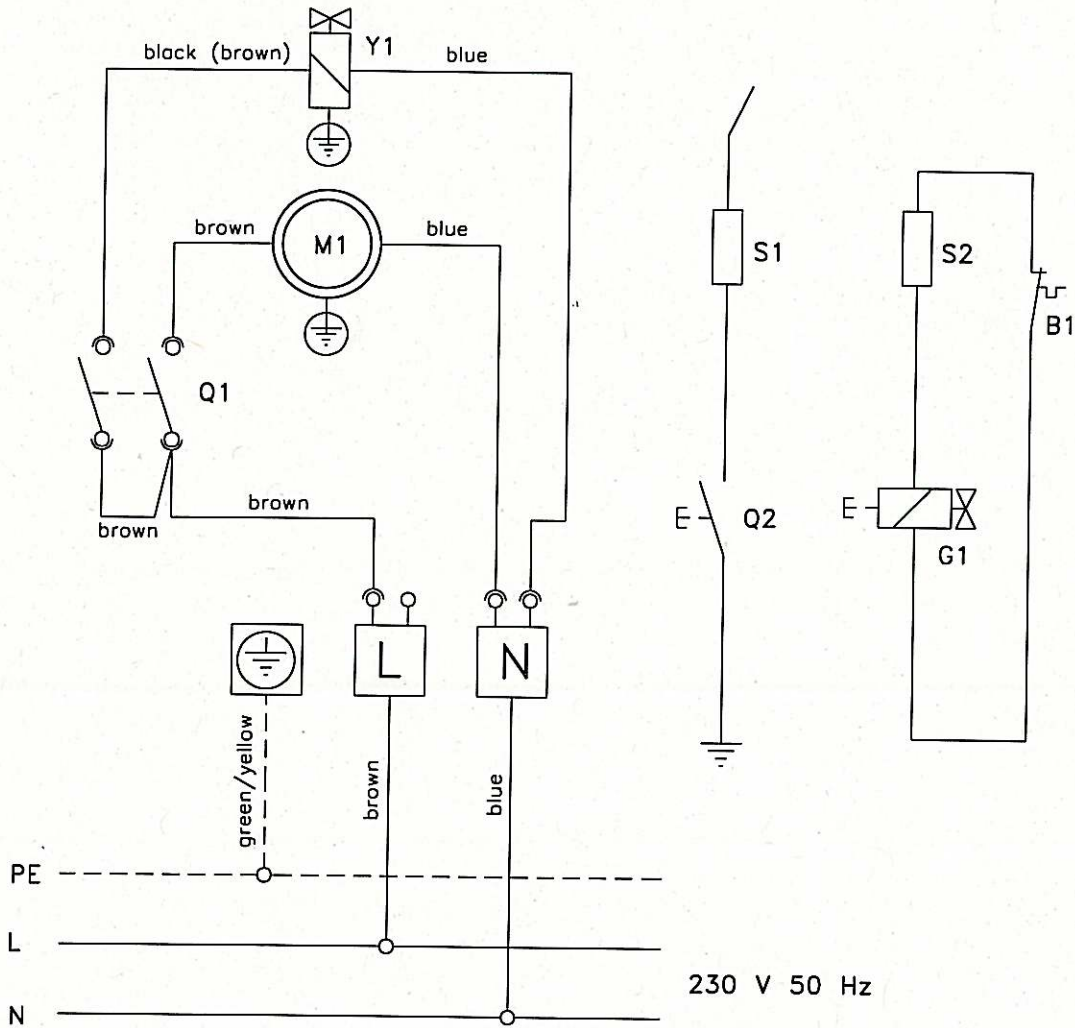 black (brown)
Y1
blue
brown
M1
blue
S1
S2
B1
Q1
brown
brown
E
Q2
E
G1
L
N
green/yellow
brown
blue
PE
L
230 V 50 Hz
N